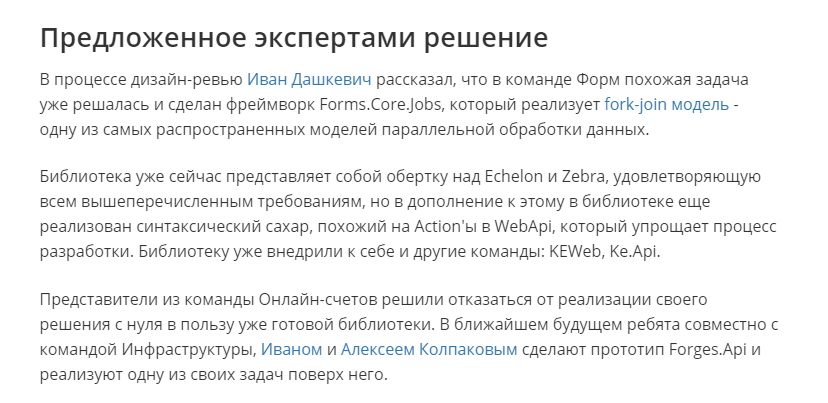 Предложенное экспертами решение
В процессе дизайн-ревью Иван Дашкевич рассказал, что в команде Форм похожая задача
уже решалась и сделан фреймворк Forms.Core.Jobs, который реализует fork-join модель -
одну из самых распространенных моделей параллельной обработки данных.
Библиотека уже сейчас представляет собой обертку над Echelon и Zebra, удовлетворяющую
всем вышеперечисленным требованиям, но в дополнение к этому в библиотеке еще
реализован синтаксический сахар, похожий на Action'ы в WebApi, который упрощает процесс
разработки. Библиотеку уже внедрили к себе и другие команды: KEWeb, Ke.Api.
Представители из команды Онлайн-счетов решили отказаться от реализации своего
решения с нуля в пользу уже готовой библиотеки. В ближайшем будущем ребята совместно с
командой Инфраструктуры, Иваном и Алексеем Колпаковым сделают прототип Forges.Api и
реализуют одну из своих задач поверх него.